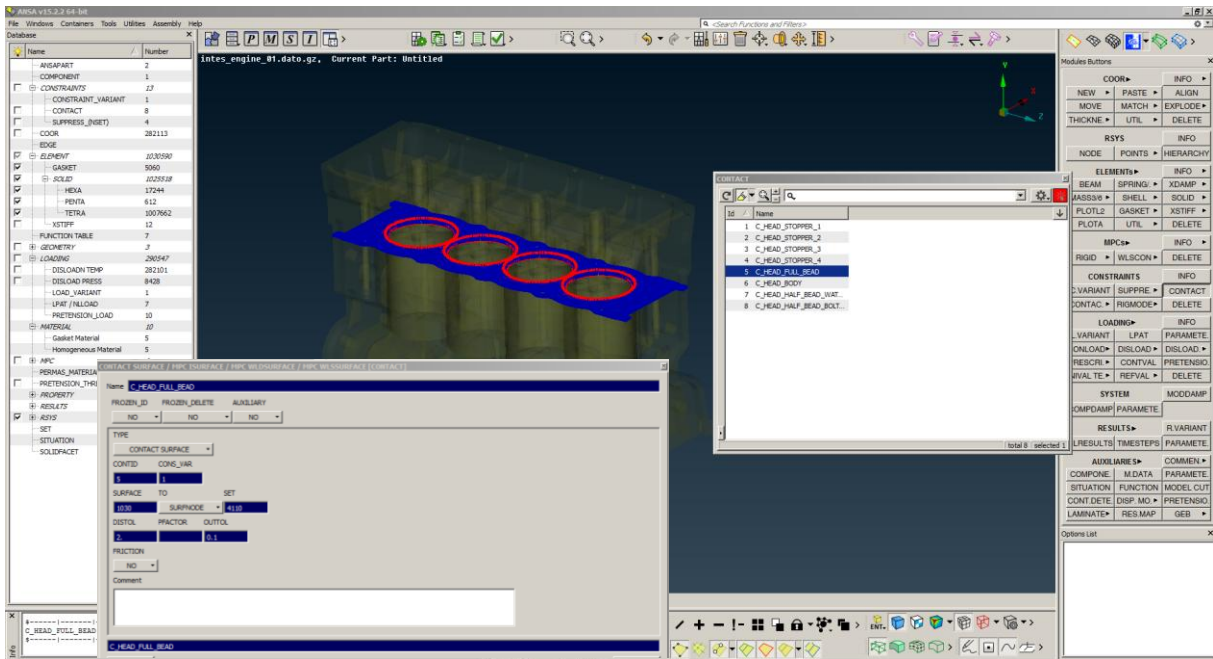 ANSA v15.2.2 64-bit
File Windows Containers Tools Utilities Assembly Help
<Search Functions and Filters>
Database
Name Number
ANSAPART 2
COMPONENT 1
CONSTRAINTS 13
CONSTRAINT_VARIANT 1
CONTACT 8
SUPPRESS_(NSET) 4
COOR 282113
EDGE
ELEMENT 1030590
GASKET 5060
SOLID 1025518
HEXA 17244
PENTA 612
TETRA 1007662
XSTIFF 12
FUNCTION TABLE 7
GEOMETRY 3
LOADING 290547
DISLOADN TEMP 282101
DISLOAD PRESS 8428
LOAD_VARIANT 1
LPAT / NLLOAD 7
PRETENSION_LOAD 10
MATERIAL 10
Gasket Material 5
Homogeneous Material 5
MPC
PERMAS_MATERIA
PRETENSION_THR
PROPERTY
RESULTS
RSYS
SET
SITUATION
SOLIDFACET
P M S I
intes_engine_01.dato.gz, Current Part: Untitled
Y
X
Z
CONTACT
Id Name
1 C_HEAD_STOPPER_1
2 C_HEAD_STOPPER_2
3 C_HEAD_STOPPER_3
4 C_HEAD_STOPPER_4
5 C_HEAD_FULL_BEAD
6 C_HEAD_BODY
7 C_HEAD_HALF_BEAD_WAT...
8 C_HEAD_HALF_BEAD_BOLT...
total 8 selected 1
CONTACT SURFACE / MPC ISURFACE / MPC WLDSURFACE / MPC WLSSURFACE [CONTACT]
Name C_HEAD_FULL_BEAD
FROZEN_ID FROZEN_DELETE AUXILIARY
NO NO NO
TYPE
CONTACT SURFACE
CONTID CONS_VAR
5 1
SURFACE TO SET
1030 SURFNODE 4110
DISTOL PFACTOR OUTTOL
2. 0.1
FRICTION
NO
Comment
C_HEAD_FULL_BEAD
Info
C_HEAD_FULL_BEAD
ENT.
Modules Buttons
COOR INFO
NEW PASTE ALIGN
MOVE MATCH EXPLODE
THICKNE. UTIL DELETE
RSYS INFO
NODE POINTS HIERARCHY
ELEMENTs INFO
BEAM SPRING/. XDAMP
MASS3/6 SHELL SOLID
PLOTL2 GASKET XSTIFF
PLOTA UTIL DELETE
MPCs INFO
RIGID WLSCON DELETE
CONSTRAINTS INFO
C.VARIANT SUPPRE. CONTACT
CONTAC. RIGMODE DELETE
LOADING INFO
L.VARIANT LPAT PARAMETE.
CONLOAD DISLOAD DISLOAD.
PRESCRI. CONTVAL PRETENSIO.
INIVAL TE. REFVAL DELETE
SYSTEM MODDAMP
COMPDAMP PARAMETE.
RESULTS R.VARIANT
RESULTS TIMESTEPS PARAMETE.
AUXILIARIES COMMEN.
COMPONE. M.DATA PARAMETE.
SITUATION FUNCTION MODEL CUT
CONT.DETE. DISP. MO. PRETENSIO.
LAMINATE RES.MAP GEB
Options List